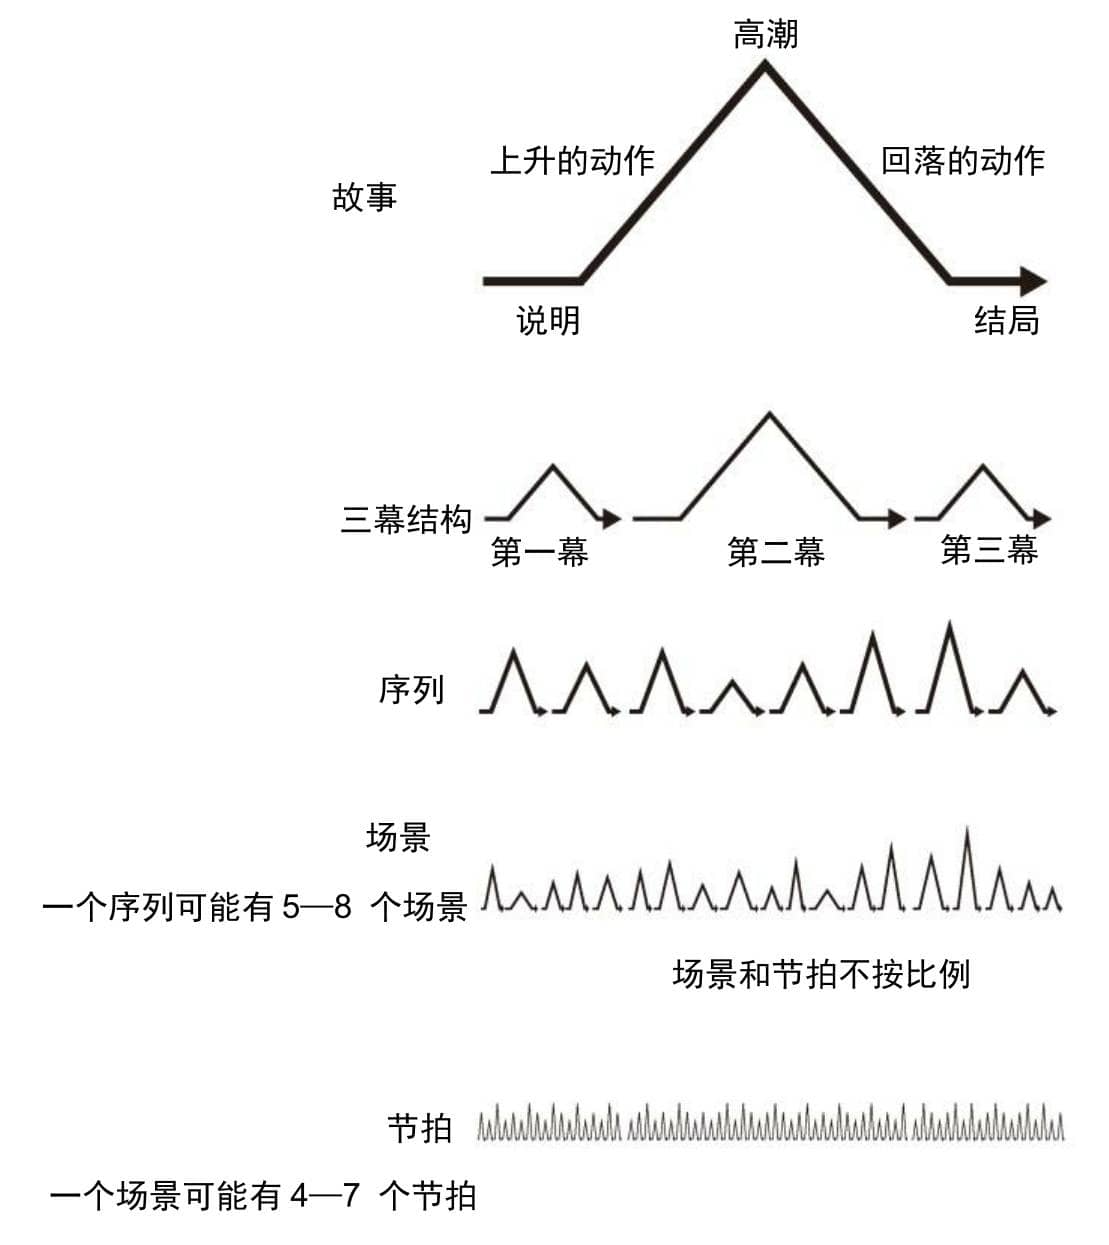 高潮
上升的动作
回落的动作
故事
说明
结局
三幕结构
第一幕
第二幕
第三幕
序列
场景
一个序列可能有5—8 个场景
场景和节拍不按比例
节拍
一个场景可能有4—7 个节拍